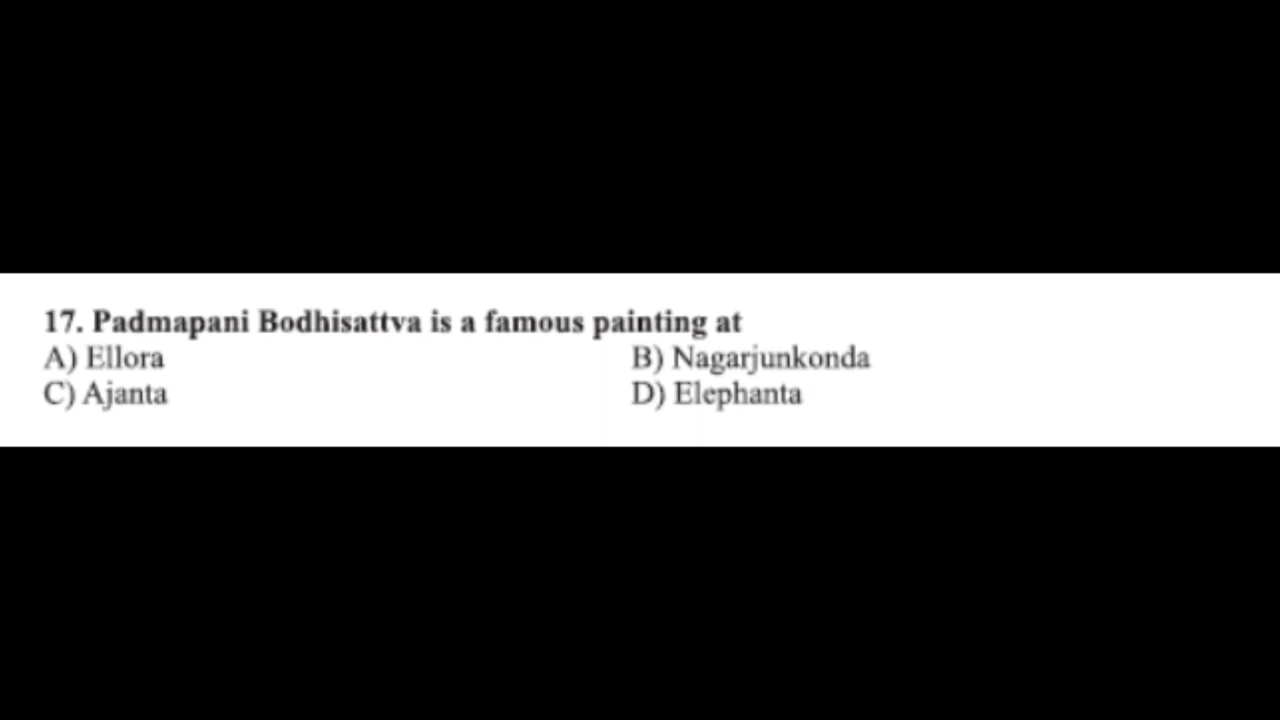 17. Padmapani Bodhisattva is a famous painting at
A) Ellora B) Nagarjunkonda
C) Ajanta D) Elephanta